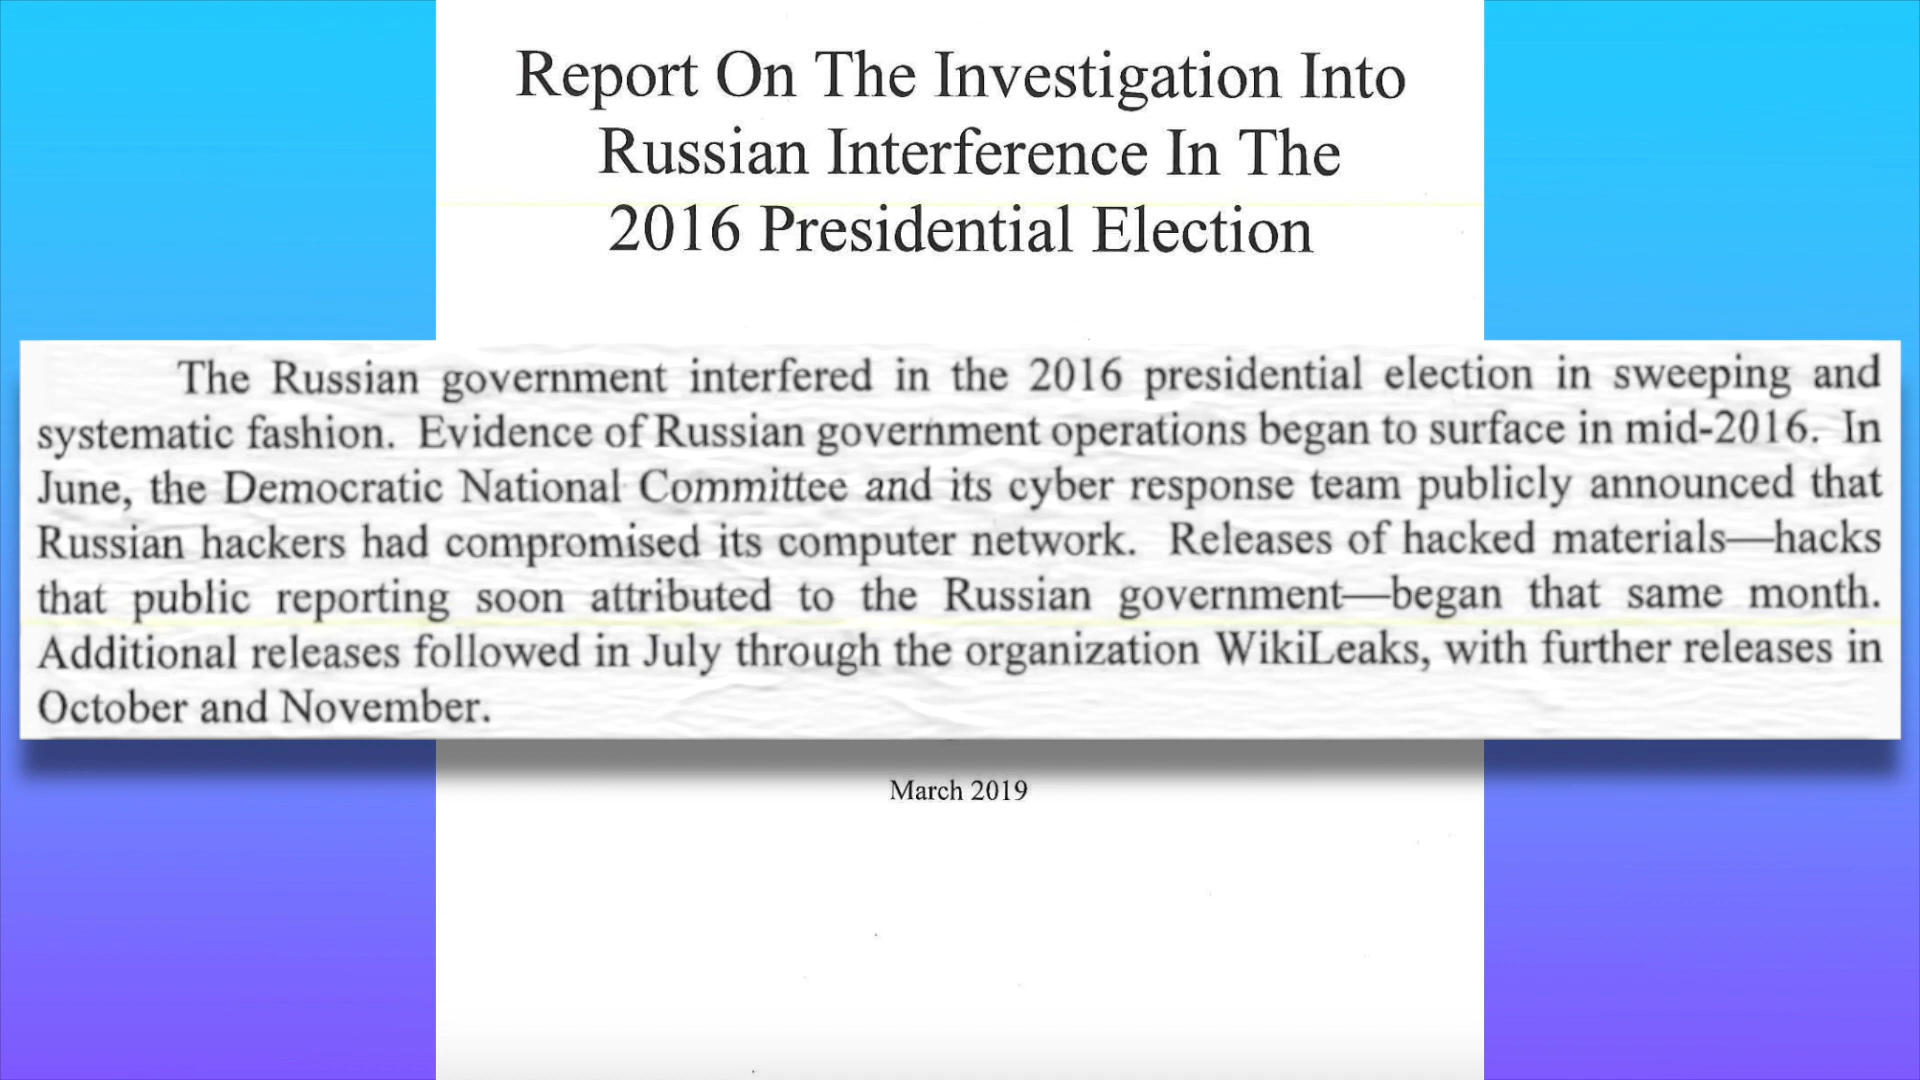 Report On The Investigation Into
Russian Interference In The
2016 Presidential Election
The Russian government interfered in the 2016 presidential election in sweeping and
systematic fashion. Evidence of Russian government operations began to surface in mid-2016. In
June, the Democratic National Committee and its cyber response team publicly announced that
Russian hackers had compromised its computer network. Releases of hacked materials—hacks
that public reporting soon attributed to the Russian government—began that same month.
Additional releases followed in July through the organization WikiLeaks, with further releases in
October and November.
March 2019